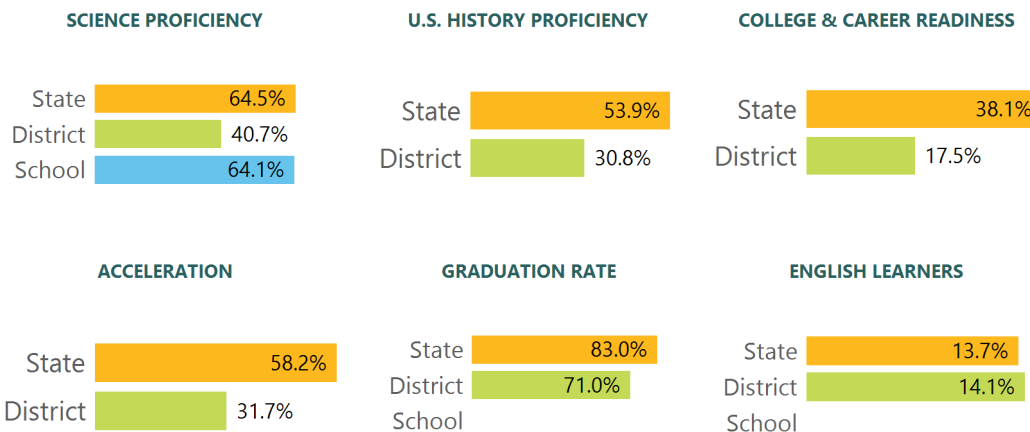 SCIENCE PROFICIENCY
State 64.5%
District 40.7%
School 64.1%
U.S. HISTORY PROFICIENCY
State 53.9%
District 30.8%
COLLEGE & CAREER READINESS
State 38.1%
District 17.5%
ACCELERATION
State 58.2%
District 31.7%
GRADUATION RATE
State 83.0%
District 71.0%
School
ENGLISH LEARNERS
State 13.7%
District 14.1%
School